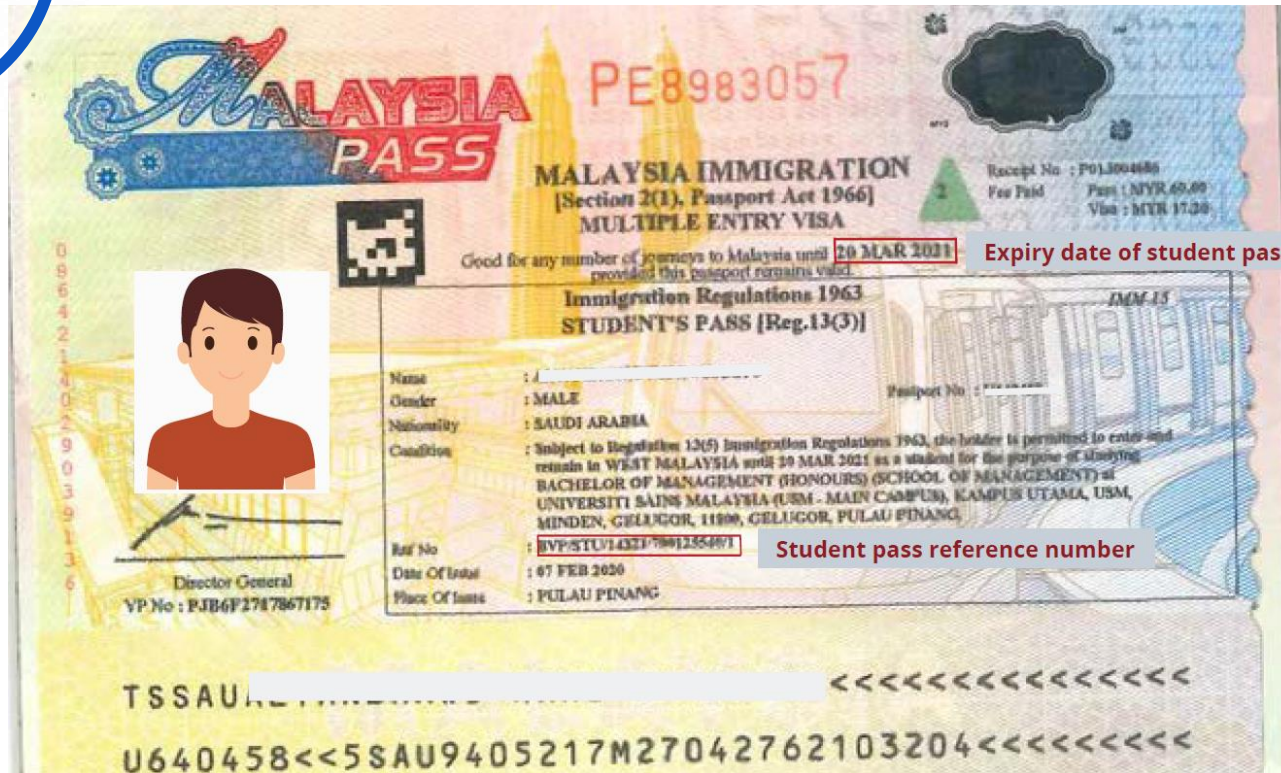 MALAYSIA
PASS
PE8983057
MALAYSIA IMMIGRATION
[Section 2(1), Passport Act 1966]
MULTIPLE ENTRY VISA
2
Receipt No : P013004686
Fee Paid Pass : MYR 60.00
Visa : MYR 17.30
Good for any number of journeys to Malaysia until 20 MAR 2021
Expiry date of student pas
provided this passport remains valid.
Immigration Regulations 1963
IMM-15
STUDENT'S PASS [Reg.13(3)]
Name :
Passport No :
Gender : MALE
Nationality : SAUDI ARABIA
Condition : Subject to Regulation 13(5) Immigration Regulations 1963, the holder is permitted to enter and
remain in WEST MALAYSIA until 20 MAR 2021 as a student for the purpose of studying
BACHELOR OF MANAGEMENT (HONOURS) (SCHOOL OF MANAGEMENT) at
UNIVERSITI SAINS MALAYSIA (USM - MAIN CAMPUS), KAMPUS UTAMA, USM,
MINDEN, GELUGOR, 11800, GELUGOR, PULAU PINANG,
Ref No :
Student pass reference number
Date Of Issue : 07 FEB 2020
Place Of Issue : PULAU PINANG
Director General
YP No : PJB6F2717867175
TSSAU <<<<<<<<<<<<<<<
U640458<<5SAU9405217M27042762103204<<<<<<<<<